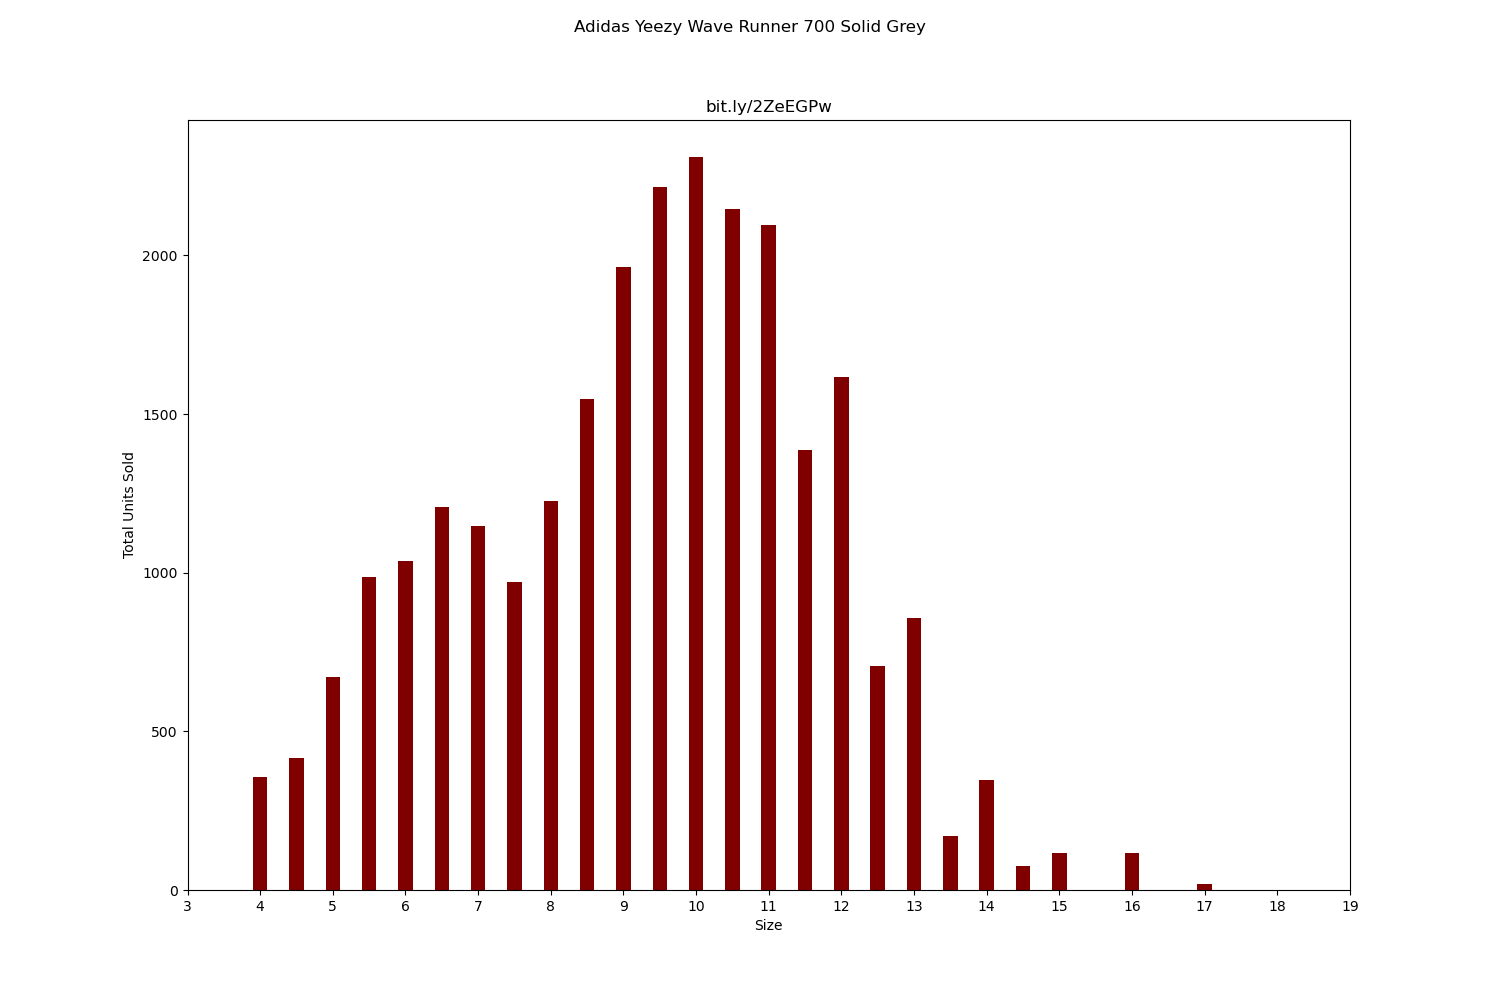 Adidas Yeezy Wave Runner 700 Solid Grey
bit.ly/2ZeEGPw
2000
1500
1000
500
0
Total Units Sold
3 4 5 6 7 8 9 10 11 12 13 14 15 16 17 18 19
Size